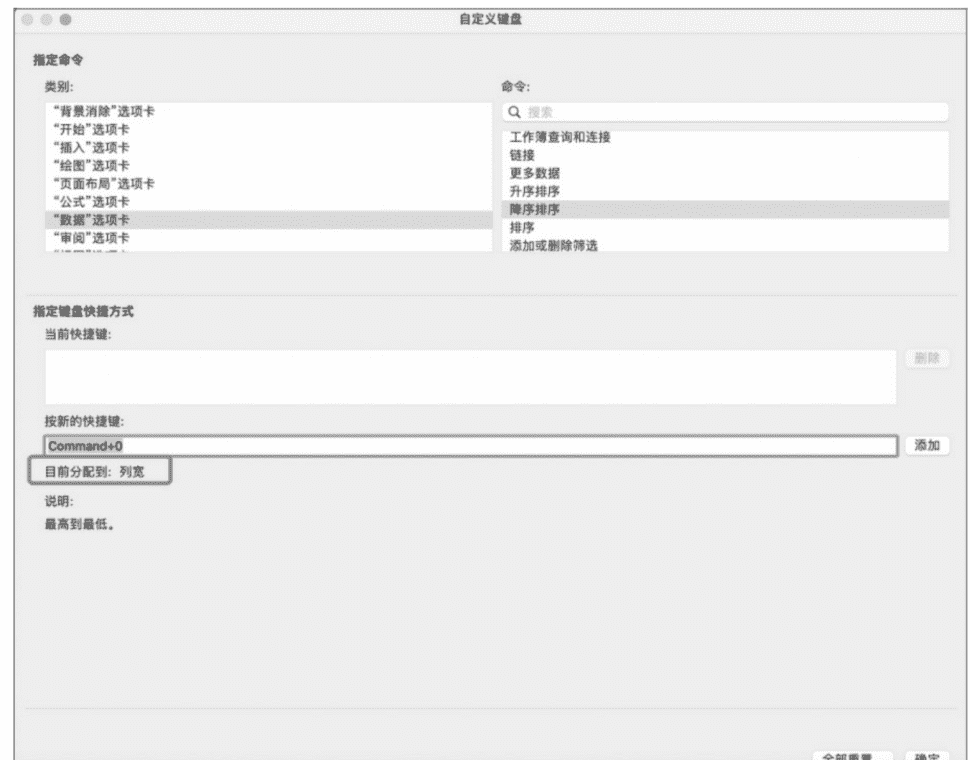 自定义键盘
指定命令
类别:
命令:
“背景消除”选项卡
“开始”选项卡
“插入”选项卡
“绘图”选项卡
“页面布局”选项卡
“公式”选项卡
“数据”选项卡
“审阅”选项卡
搜索
工作簿查询和连接
链接
更多数据
升序排序
降序排序
排序
添加或删除筛选
指定键盘快捷方式
当前快捷键:
删除
按新的快捷键:
Command+0
添加
目前分配到: 列宽
说明:
最高到最低。
全部重置...
确定